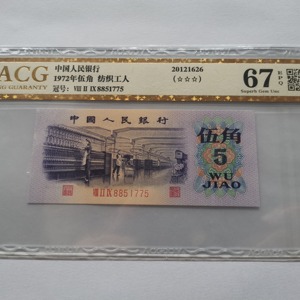 ACG
ND GUARANTY
中国人民银行
1972年伍角 纺织工人
冠号: VIII II IX 8851775
20121626
(☆☆☆)
67 EPQ
Superb Gem Unc
中国人民银行
伍角
5
WU
JIAO
VIII II IX 8851775